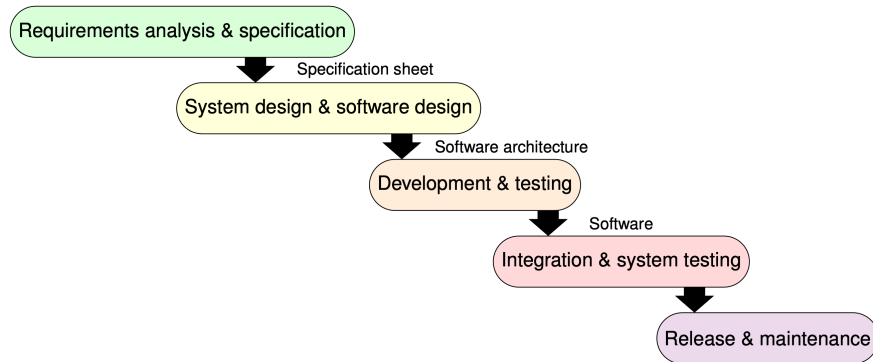 Requirements analysis & specification
Specification sheet
System design & software design
Software architecture
Development & testing
Software
Integration & system testing
Release & maintenance